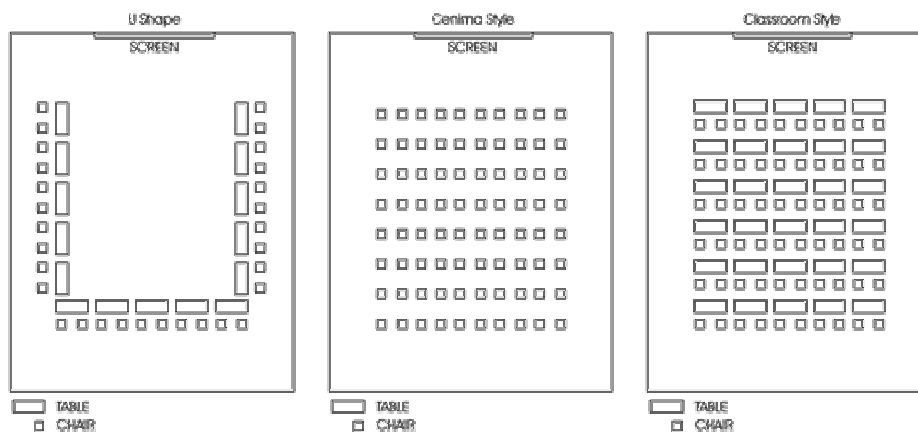 U Shape
SCREEN
TABLE
CHAIR
Cenima Style
SCREEN
TABLE
CHAIR
Classroom Style
SCREEN
TABLE
CHAIR